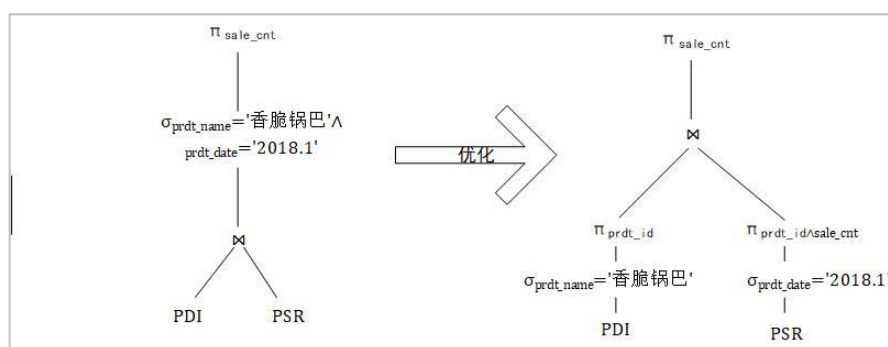 π sale_cnt
σprdt_name='香脆锅巴'∧
prdt_date='2018.1'
⋈
PDI PSR
优化
π sale_cnt
⋈
π prdt_id π prdt_id∧sale_cnt
σprdt_name='香脆锅巴' σprdt_date='2018.1'
PDI PSR